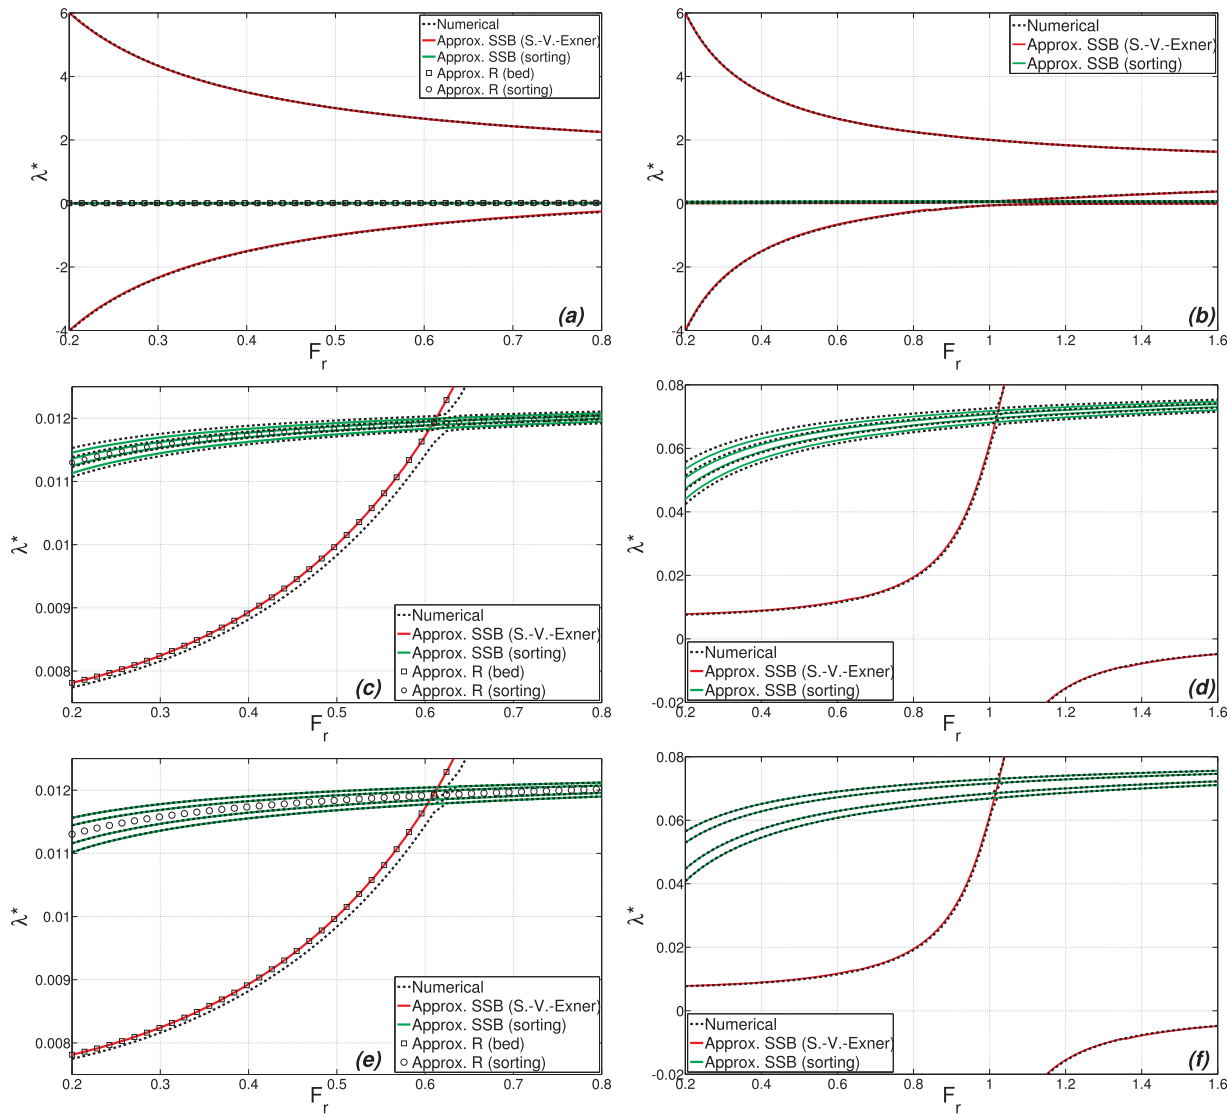 6
4
2
0
-2
-4
λ*
0.2
0.3
0.4
0.5
0.6
0.7
0.8
F r
Numerical
Approx. SSB (S.-V.-Exner)
Approx. SSB (sorting)
Approx. R (bed)
Approx. R (sorting)
(a)
6
4
2
0
-2
-4
λ*
0.2
0.4
0.6
0.8
1
1.2
1.4
1.6
F r
Numerical
Approx. SSB (S.-V.-Exner)
Approx. SSB (sorting)
(b)
0.012
0.011
0.01
0.009
0.008
λ*
0.2
0.3
0.4
0.5
0.6
0.7
0.8
F r
Numerical
Approx. SSB (S.-V.-Exner)
Approx. SSB (sorting)
Approx. R (bed)
Approx. R (sorting)
(c)
0.08
0.06
0.04
0.02
0
-0.02
λ*
0.2
0.4
0.6
0.8
1
1.2
1.4
1.6
F r
Numerical
Approx. SSB (S.-V.-Exner)
Approx. SSB (sorting)
(d)
0.012
0.011
0.01
0.009
0.008
λ*
0.2
0.3
0.4
0.5
0.6
0.7
0.8
F r
Numerical
Approx. SSB (S.-V.-Exner)
Approx. SSB (sorting)
Approx. R (bed)
Approx. R (sorting)
(e)
0.08
0.06
0.04
0.02
0
-0.02
λ*
0.2
0.4
0.6
0.8
1
1.2
1.4
1.6
F r
Numerical
Approx. SSB (S.-V.-Exner)
Approx. SSB (sorting)
(f)